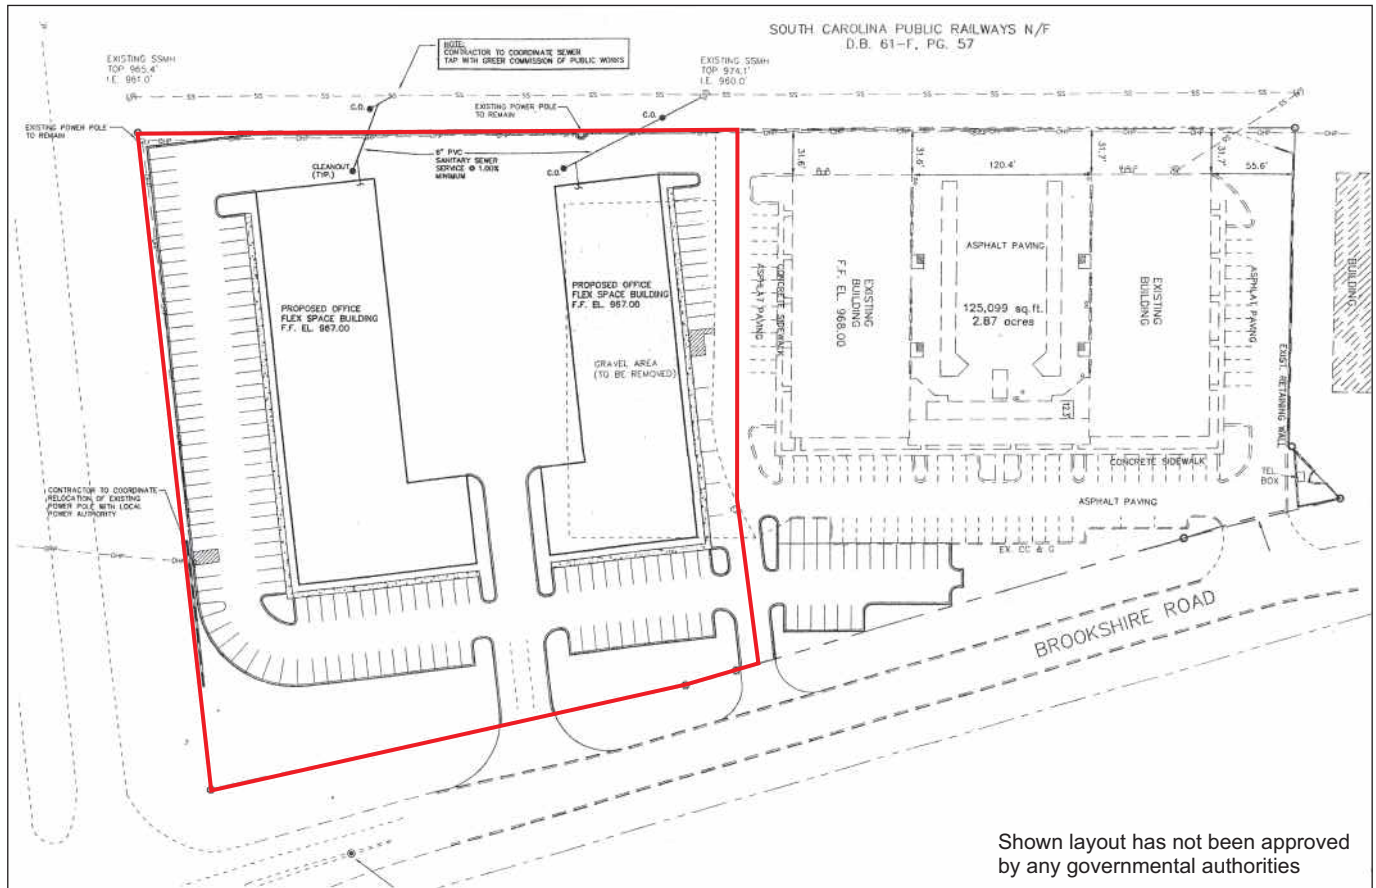 SOUTH CAROLINA PUBLIC RAILWAYS N/F
D.B. 61-F, PG. 57
NOTE:
CONTRACTOR TO COORDINATE SEWER
TAP WITH GREER COMMISSION OF PUBLIC WORKS
EXISTING SSMH
TOP 965.4'
I.E. 961.0'
EXISTING SSMH
TOP 974.1'
I.E. 960.0'
EXISTING POWER POLE
TO REMAIN
EXISTING POWER POLE
TO REMAIN
C.O.
C.O.
CLEANOUT
(TYP.)
6" PVC
SANITARY SEWER
SERVICE @ 1.00%
MINIMUM
C.O.
31.6'
31.6'
120.4'
31.7'
31.7'
55.6'
PROPOSED OFFICE
FLEX SPACE BUILDING
F.F. EL. 967.00
PROPOSED OFFICE
FLEX SPACE BUILDING
F.F. EL. 967.00
GRAVEL AREA
(TO BE REMOVED)
ASPHLAT PAVING
CONCRETE SIDEWALK
EXISTING
BUILDING
F.F. EL. 968.00
ASPHALT PAVING
125,099 sq.ft.
2.87 acres
EXISTING
BUILDING
ASPHLAT PAVING
EXIST. RETAINING WALL
BUILDING
CONCRETE SIDEWALK
TEL.
BOX
ASPHALT PAVING
EX. CC & G
CONTRACTOR TO COORDINATE
RELOCATION OF EXISTING
POWER POLE WITH LOCAL
POWER AUTHORITY
BROOKSHIRE ROAD
Shown layout has not been approved
by any governmental authorities